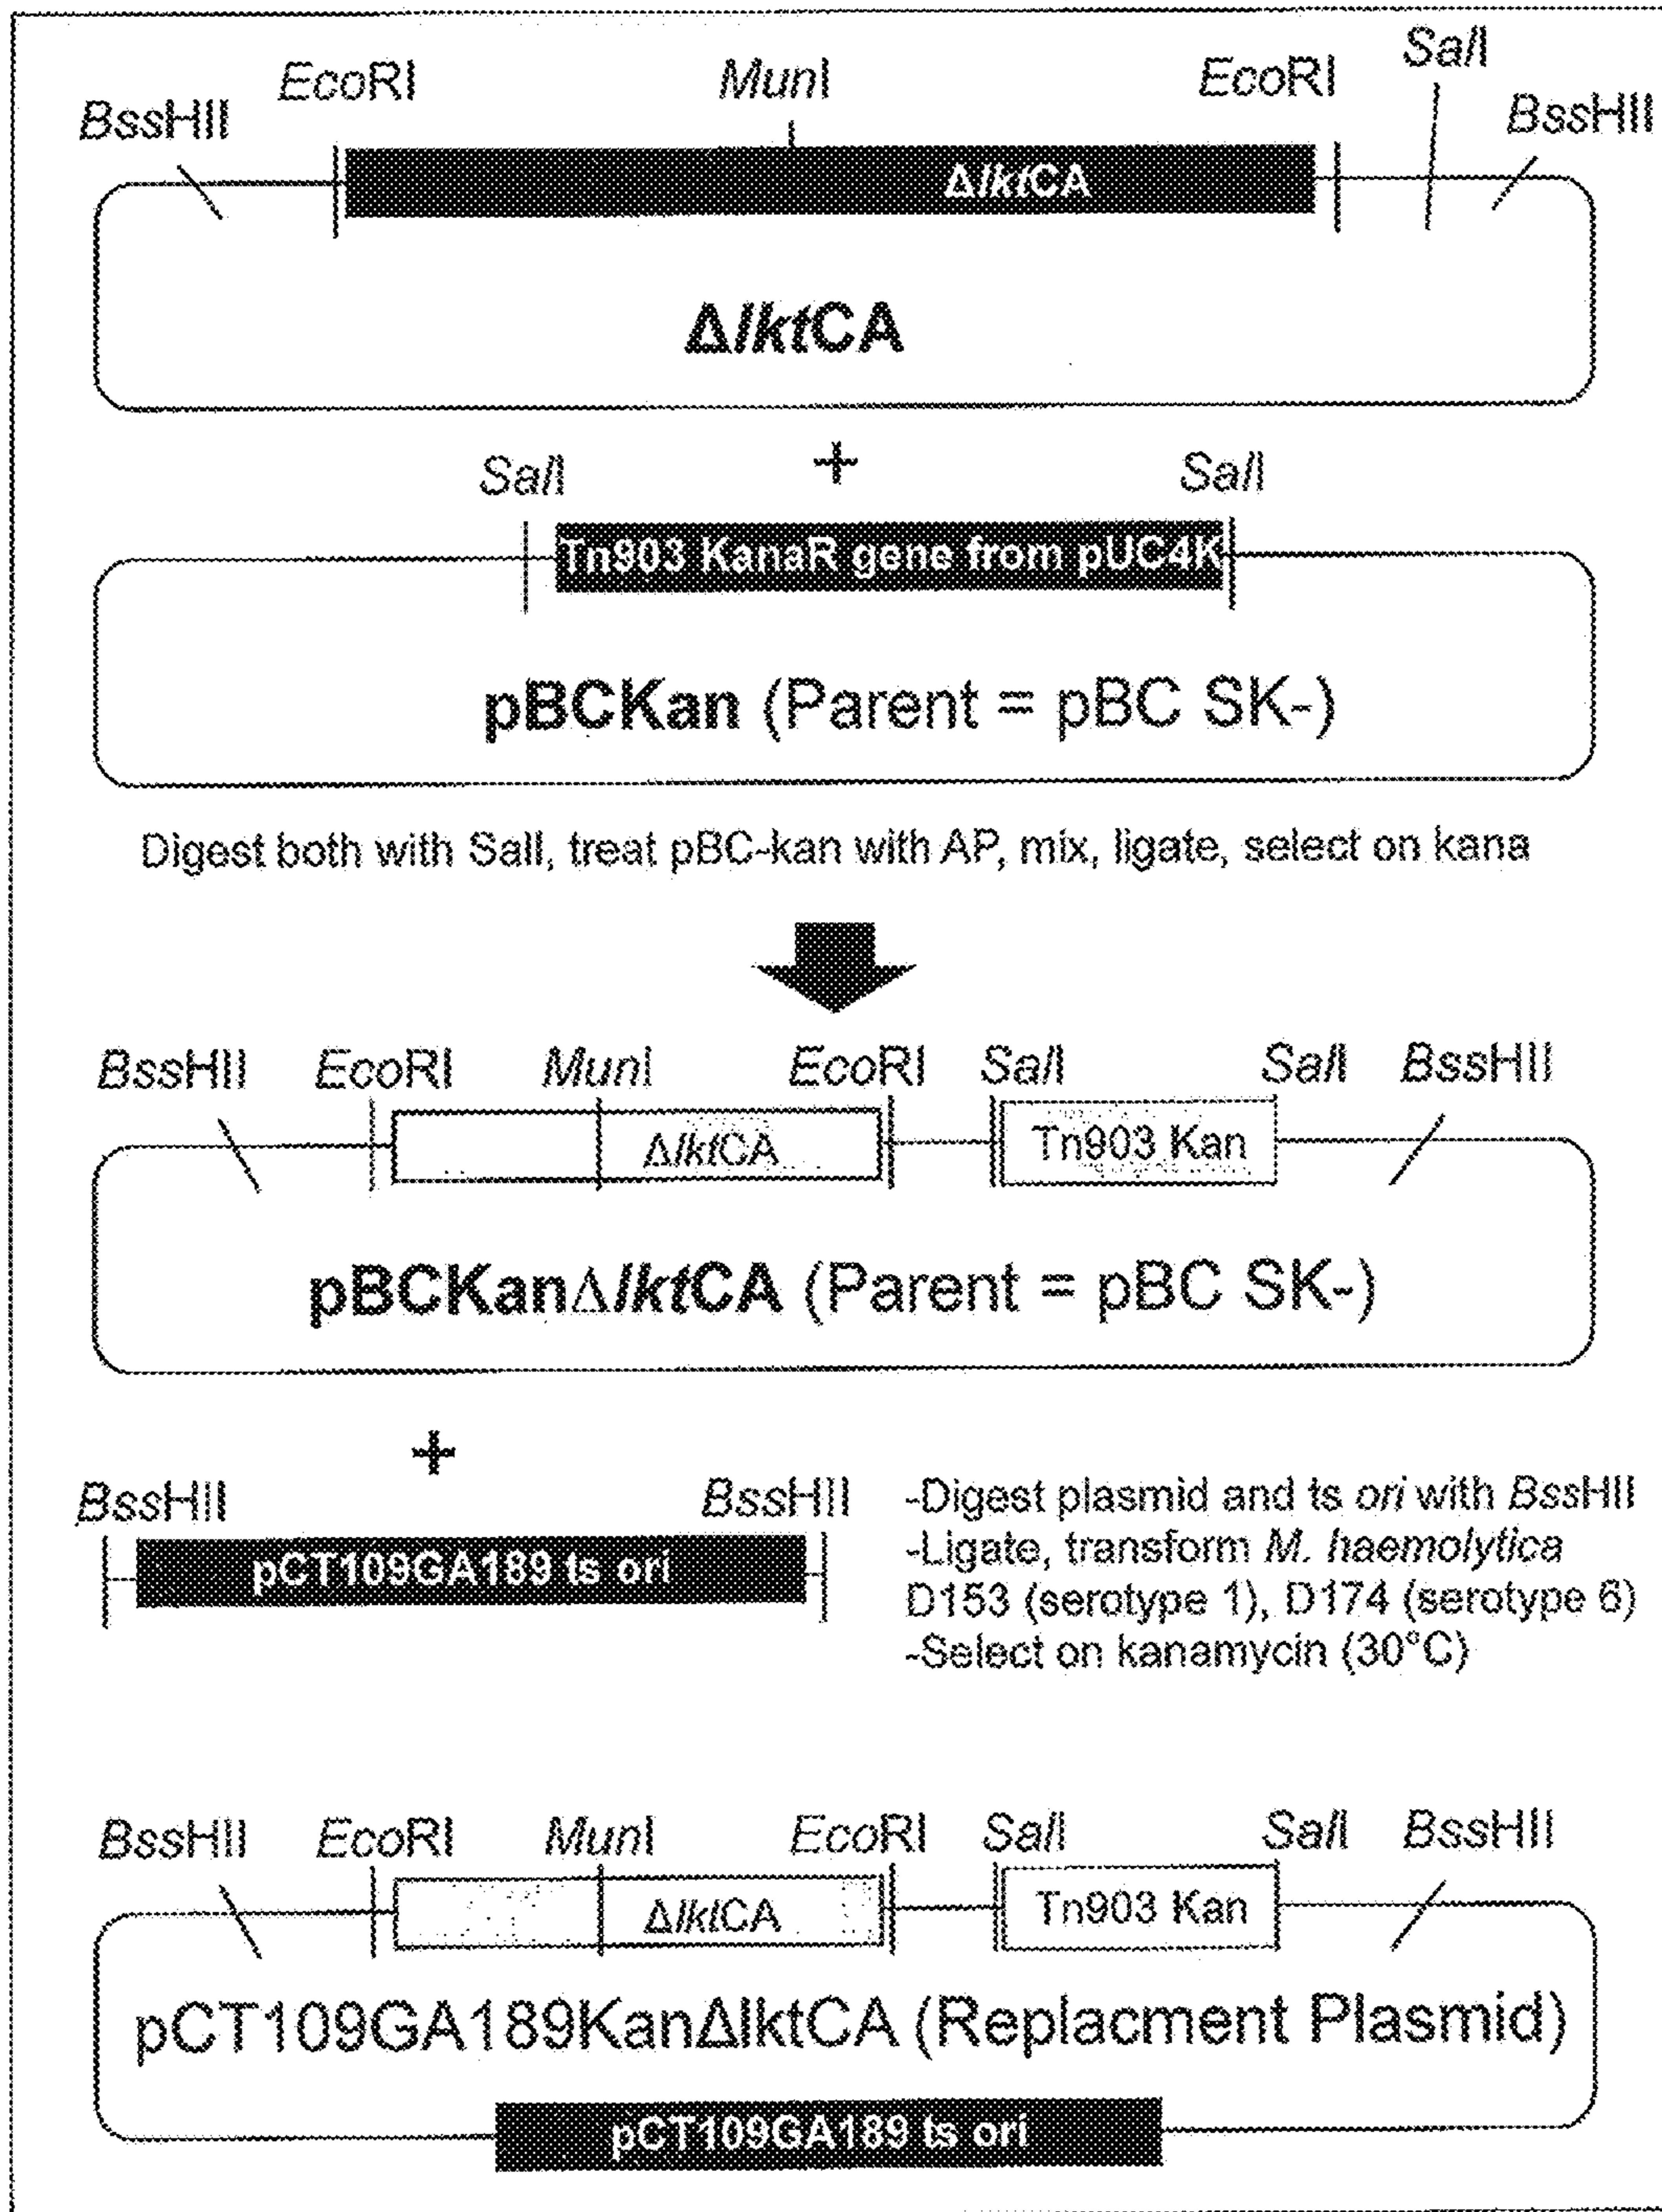 EcoRI MunI EcoRI SalI
BssHII BssHII
ΔlktCA
ΔlktCA
+
SalI SalI
Tn903 KanaR gene from pUC4K
pBCKan (Parent = pBC SK-)
Digest both with SalI, treat pBC-kan with AP, mix, ligate, select on kana
BssHII EcoRI MunI EcoRI SalI SalI BssHII
ΔlktCA Tn903 Kan
pBCKanΔlktCA (Parent = pBC SK-)
+
BssHII BssHII
pCT109GA189 ts ori
-Digest plasmid and ts ori with BssHII
-Ligate, transform M. haemolytica
D153 (serotype 1), D174 (serotype 6)
-Select on kanamycin (30°C)
BssHII EcoRI MunI EcoRI SalI SalI BssHII
ΔlktCA Tn903 Kan
pCT109GA189KanΔlktCA (Replacment Plasmid)
pCT109GA189 ts ori